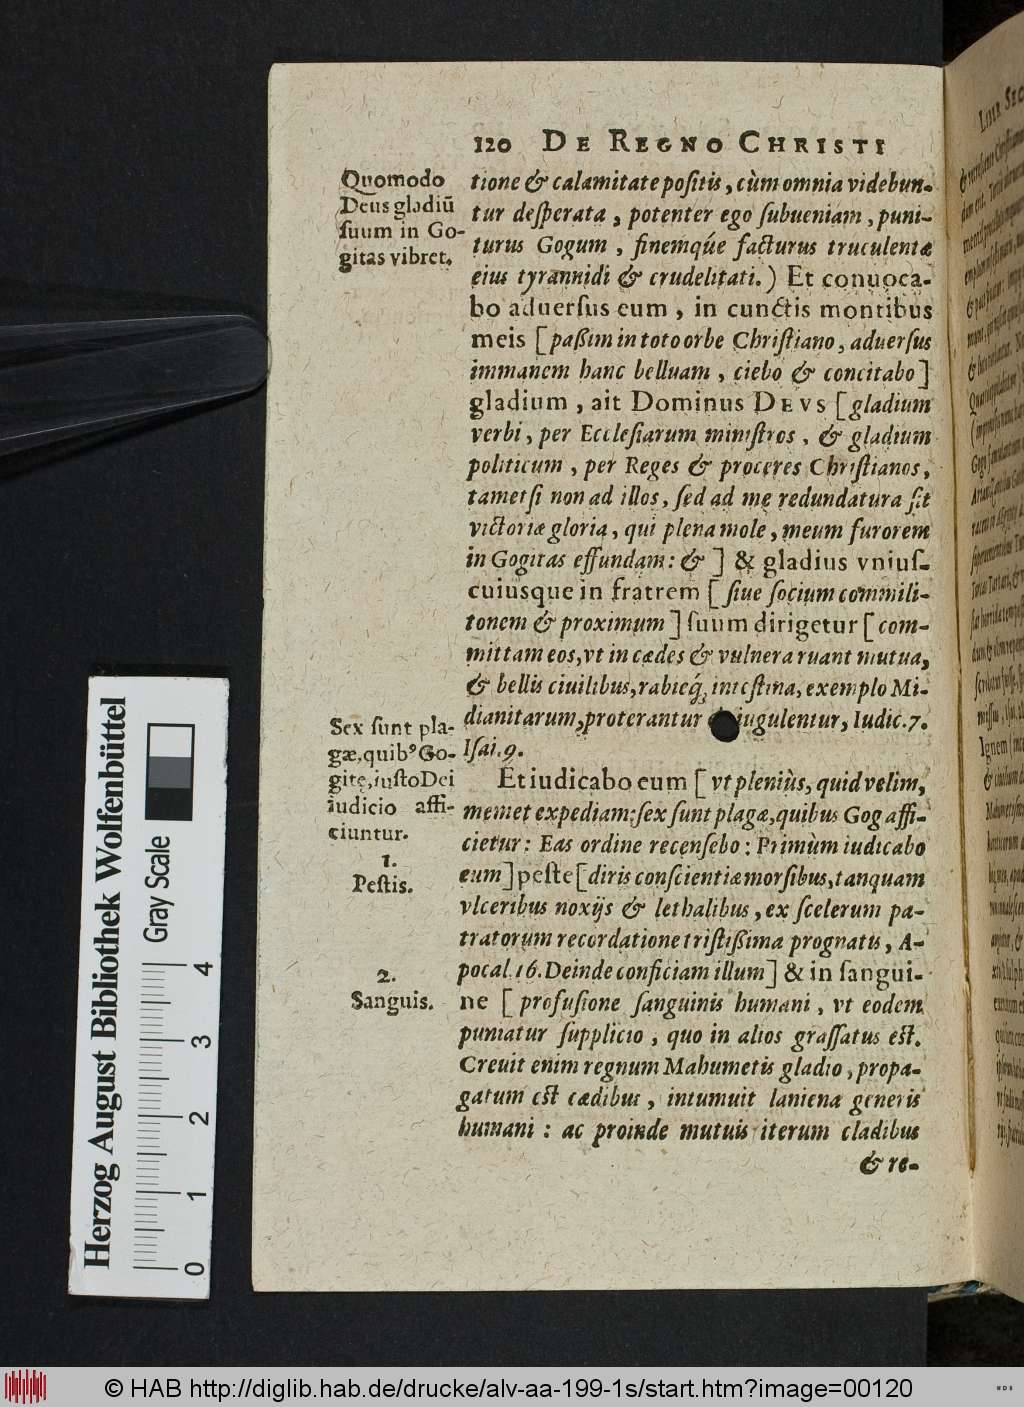 120 DE REGNO CHRISTI
Quomodo
Deus gladiũ
ſuum in Go-
gitas vibret.
tione & calamitate poſitis, cùm omnia videbun-
tur deſperata, potenter ego ſubueniam, puni-
turus Gogum, finemq́ue facturus truculentæ
eius tyrannidi & crudelitati.) Et conuoca-
bo aduerſus eum, in cunctis montibus
meis [paßim in toto orbe Chriſtiano, aduerſus
immanem hanc belluam, ciebo & concitabo]
gladium, ait Dominus DEVS [gladium
verbi, per Eccleſiarum miniſtros, & gladium
politicum, per Reges & proceres Chriſtianos,
tametſi non ad illos, ſed ad me redundatura ſit
victoriæ gloria, qui plena mole, meum furorem
in Gogitas effundam: & ] & gladius vniuſ-
cuiusque in fratrem [ſiue ſocium commili-
tonem & proximum] ſuum dirigetur [com-
mittam eos, vt in cædes & vulnera ruant mutua,
& bellis ciuilibus, rabieq́; inteſtina, exemplo Mi-
dianitarum, proterantur iugulentur, Iudic. 7.
Iſai. 9.
Sex ſunt pla-
gæ, quibꝰ Go-
gite, iuſto Dei
iudicio affi-
ciuntur.
Et iudicabo eum [vt pleniùs, quid velim,
memet expediam: ſex ſunt plagæ, quibus Gog affi-
cietur: Eas ordine recenſebo: Primùm iudicabo
1.
Peſtis.
eum] peſte [diris conſcientiæ morſibus, tanquam
vlceribus noxijs & lethalibus, ex ſcelerum pa-
tratorum recordatione triſtißima prognatis, A-
pocal. 16. Deinde conficiam illum] & in ſangui-
2.
Sanguis.
ne [profuſione ſanguinis humani, vt eodem
puniatur ſupplicio, quo in alios graſſatus eſt.
Creuit enim regnum Mahumetis gladio, propa-
gatum eſt cædibus, intumuit laniena generis
humani: ac proinde mutuis iterum cladibus
& re-
LIBER SEC
Herzog August Bibliothek Wolfenbüttel
Gray Scale
0 1 2 3 4
© HAB http://diglib.hab.de/drucke/alv-aa-199-1s/start.htm?image=00120
WDB